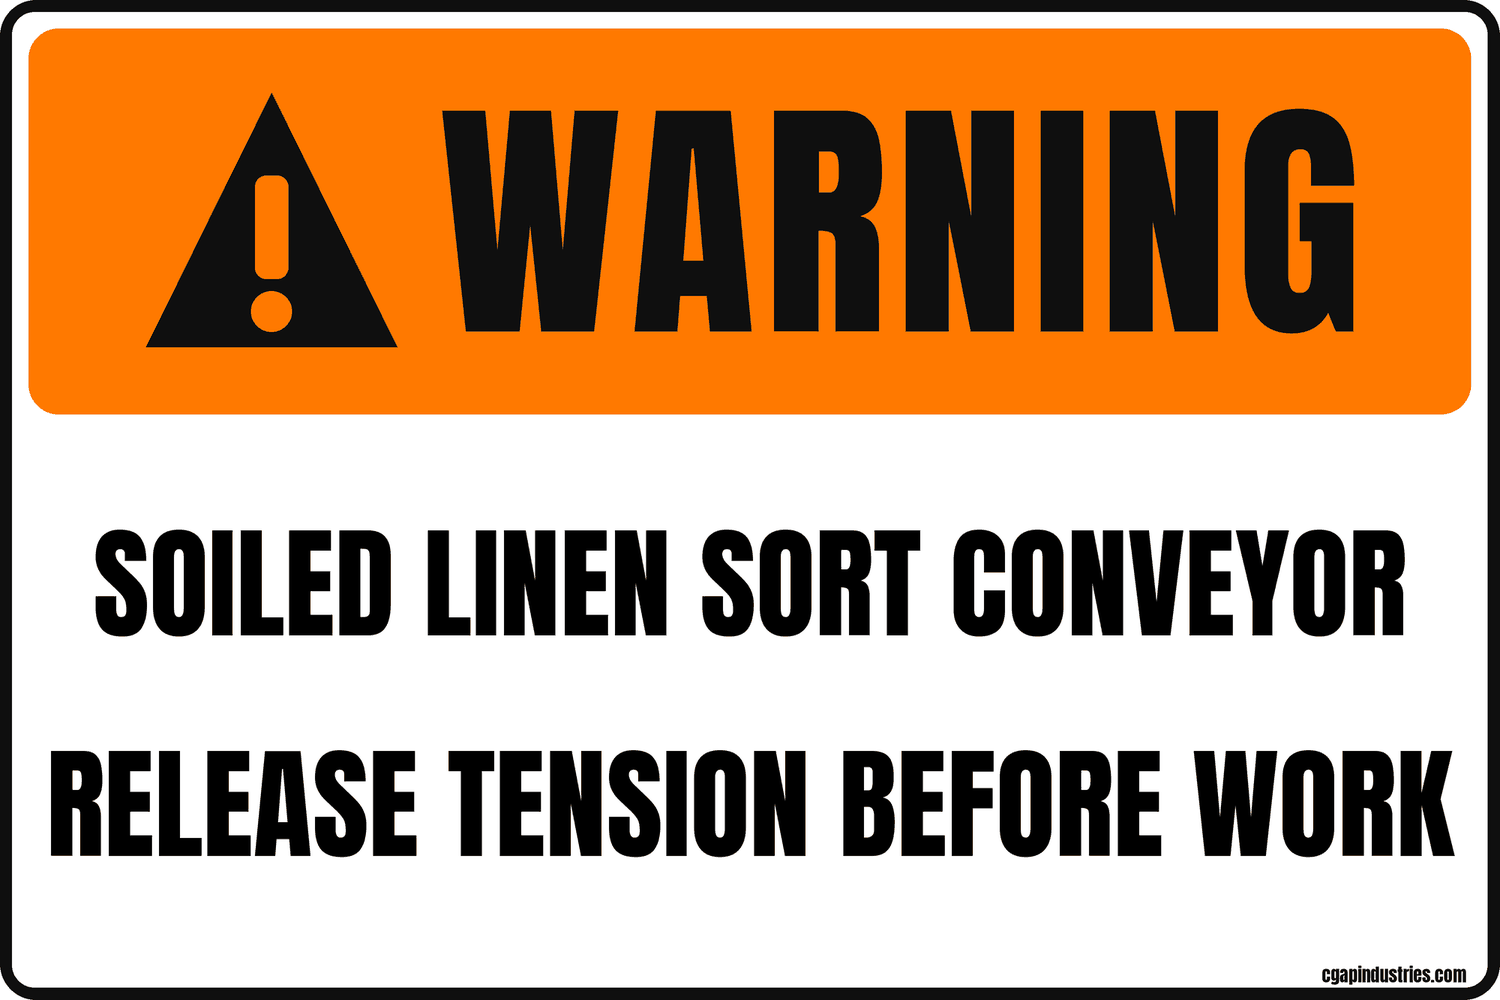 WARNING
SOILED LINEN SORT CONVEYOR
RELEASE TENSION BEFORE WORK
cgapindustries.com